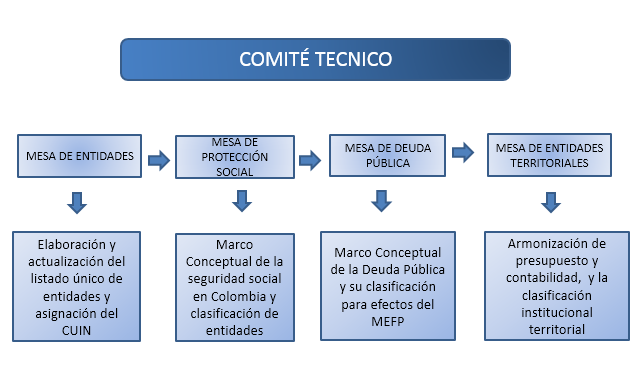 COMITÉ TECNICO
MESA DE ENTIDADES
MESA DE
PROTECCIÓN
SOCIAL
MESA DE DEUDA
PÚBLICA
MESA DE ENTIDADES
TERRITORIALES
Elaboración y
actualización del
listado único de
entidades y
asignación del
CUIN
Marco
Conceptual de la
seguridad social
en Colombia y
clasificación de
entidades
Marco Conceptual
de la Deuda Pública
y su clasificación
para efectos del
MEFP
Armonización de
presupuesto y
contabilidad, y la
clasificación
institucional
territorial